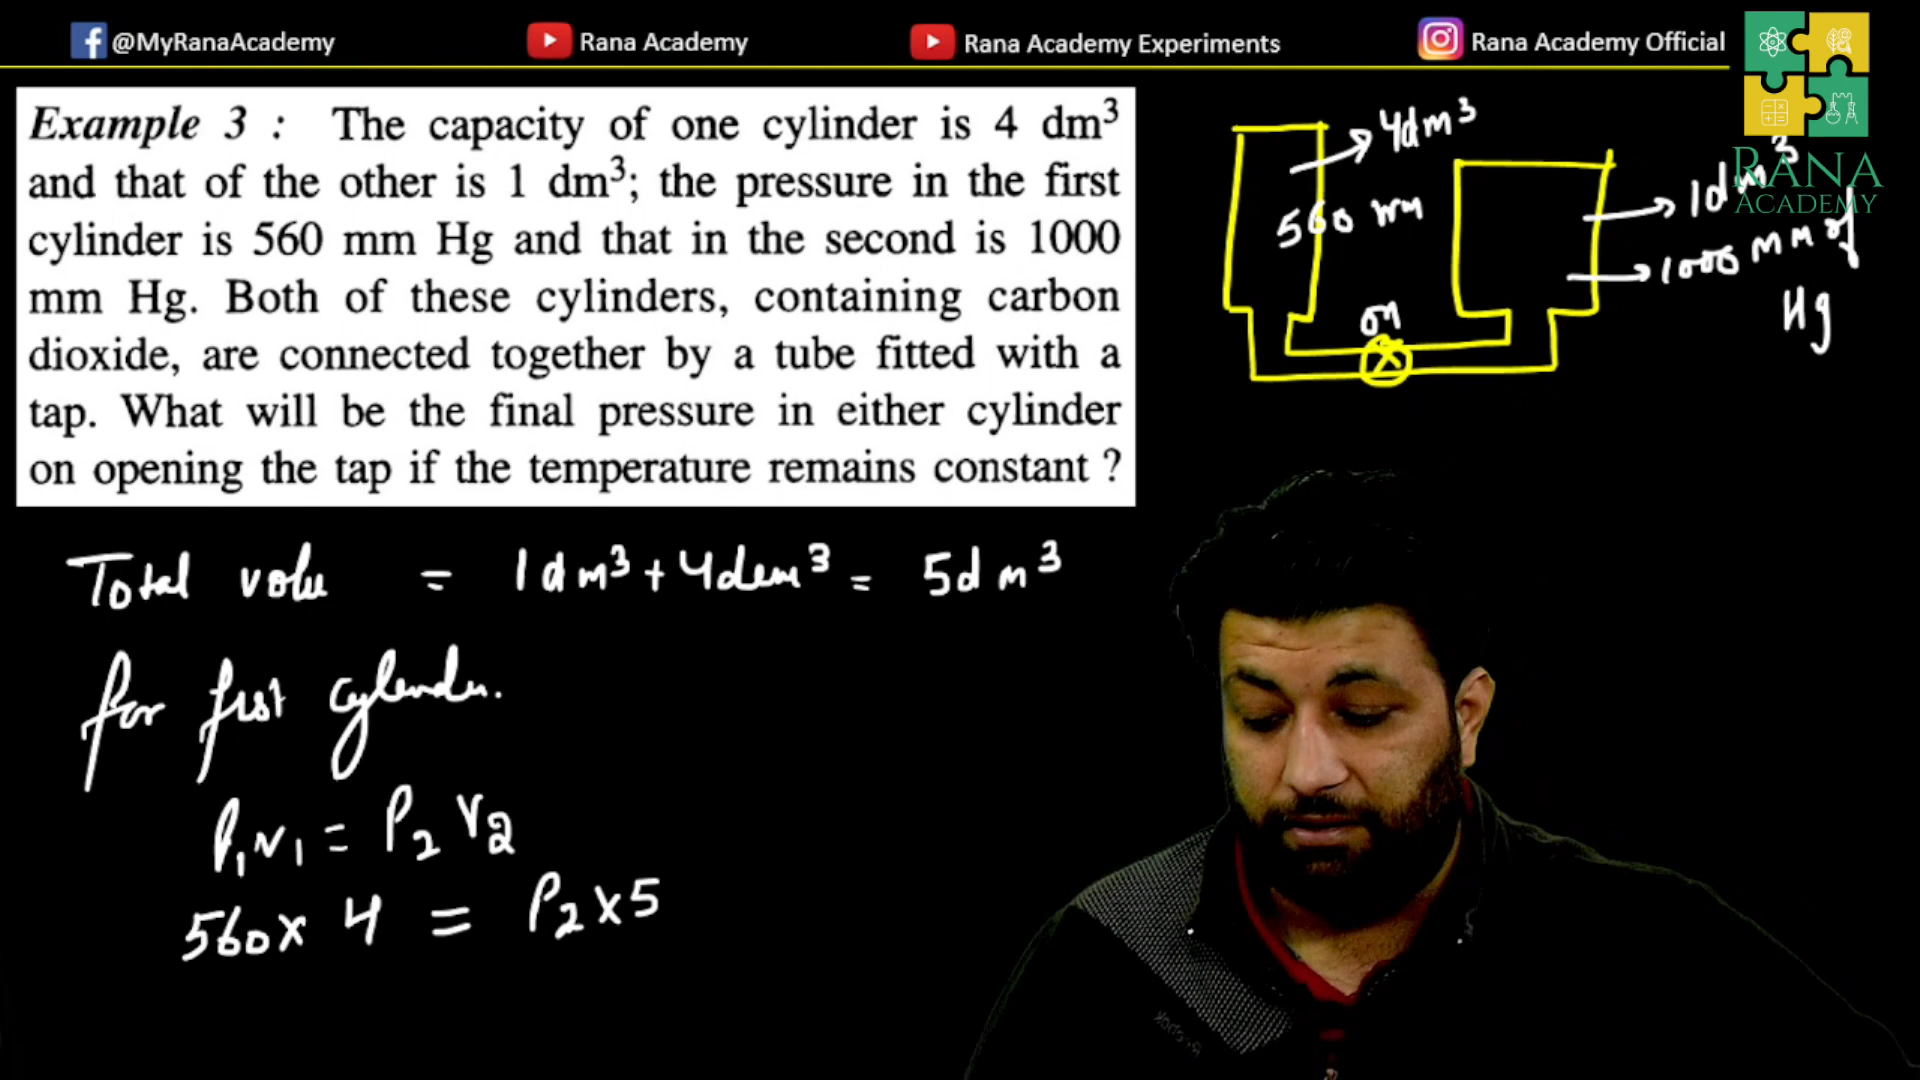 @MyRanaAcademy
Rana Academy
Rana Academy Experiments
Rana Academy Official
RANA
ACADEMY
Example 3 : The capacity of one cylinder is 4 dm³
and that of the other is 1 dm³; the pressure in the first
cylinder is 560 mm Hg and that in the second is 1000
mm Hg. Both of these cylinders, containing carbon
dioxide, are connected together by a tube fitted with a
tap. What will be the final pressure in either cylinder
on opening the tap if the temperature remains constant ?
4dm³
560 mm
1dm³
1000 mm of
Hg
on
Total volu = 1dm³ + 4dm³ = 5dm³
for first cylender.
P₁V₁ = P₂V₂
560 x 4 = P₂ x 5